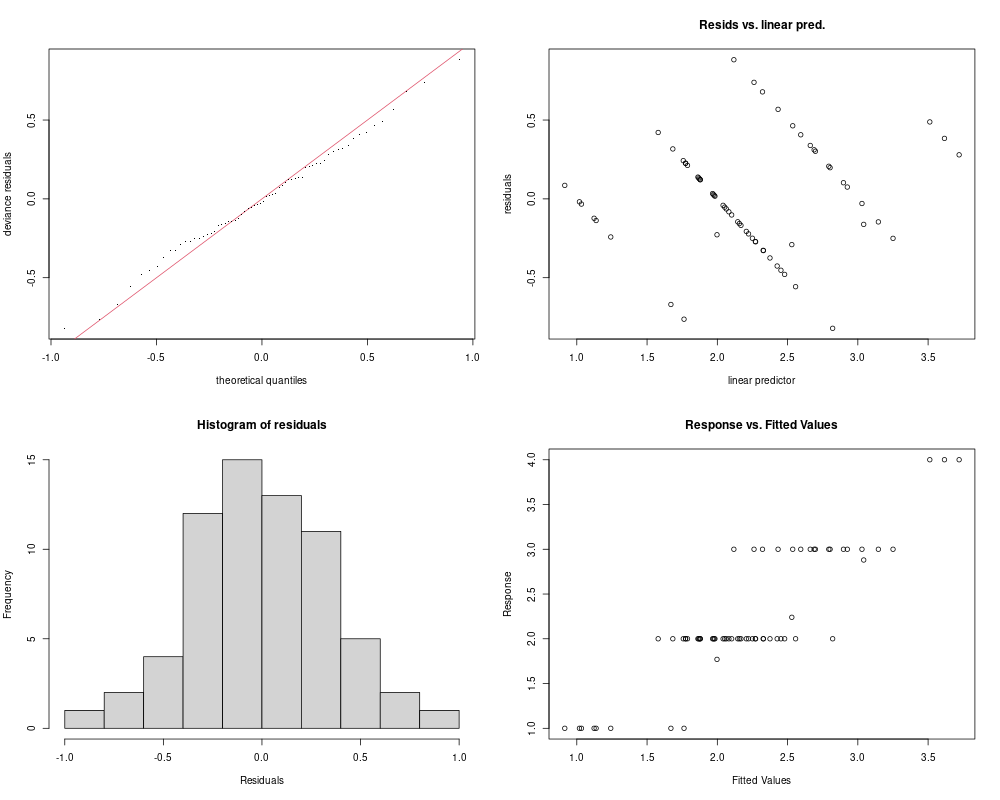 deviance residuals
0.5
0.0
-0.5
-1.0 -0.5 0.0 0.5 1.0
theoretical quantiles
Resids vs. linear pred.
residuals
0.5
0.0
-0.5
1.0 1.5 2.0 2.5 3.0 3.5
linear predictor
Histogram of residuals
Frequency
15
10
5
0
-1.0 -0.5 0.0 0.5 1.0
Residuals
Response vs. Fitted Values
Response
4.0
3.5
3.0
2.5
2.0
1.5
1.0
1.0 1.5 2.0 2.5 3.0 3.5
Fitted Values